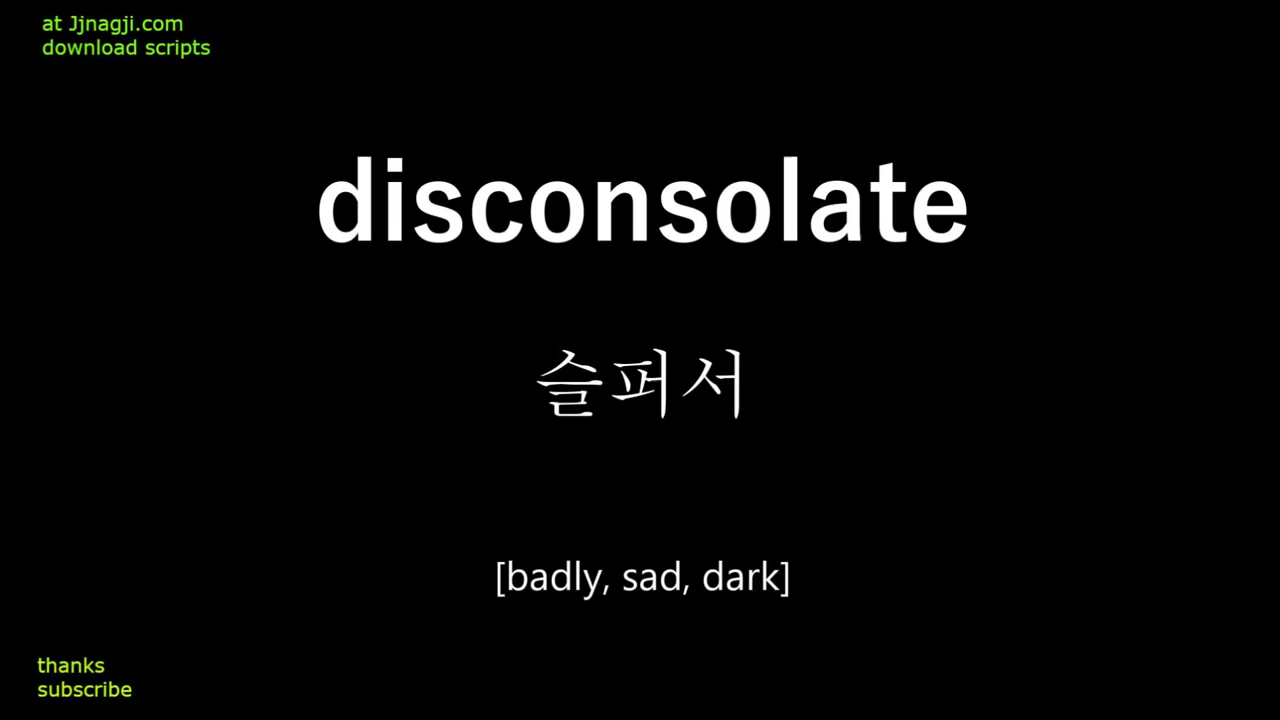 at Jjnagji.com
download scripts
disconsolate
슬퍼서
[badly, sad, dark]
thanks
subscribe